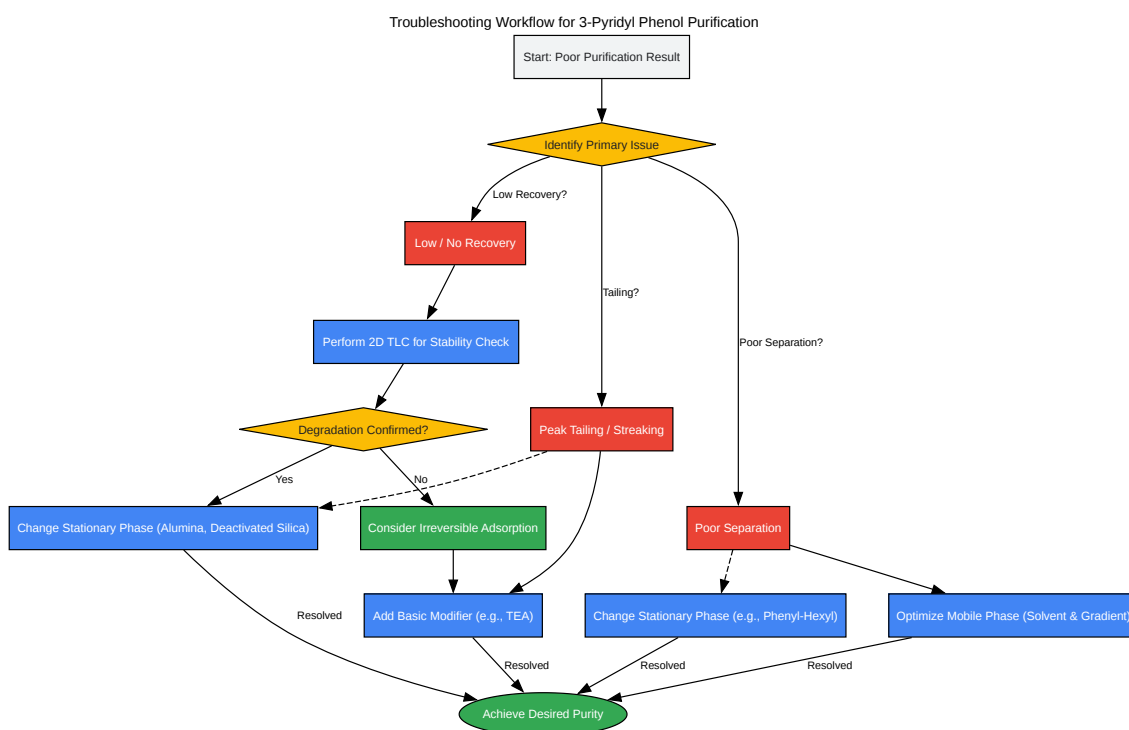 Troubleshooting Workflow for 3-Pyridyl Phenol Purification
Start: Poor Purification Result
Identify Primary Issue
Low Recovery?
Low / No Recovery
Tailing?
Perform 2D TLC for Stability Check
Poor Separation?
Degradation Confirmed?
Peak Tailing / Streaking
Yes
No
Change Stationary Phase (Alumina, Deactivated Silica)
Consider Irreversible Adsorption
Poor Separation
Resolved
Add Basic Modifier (e.g., TEA)
Change Stationary Phase (e.g., Phenyl-Hexyl)
Optimize Mobile Phase (Solvent & Gradient)
Resolved
Resolved
Resolved
Achieve Desired Purity